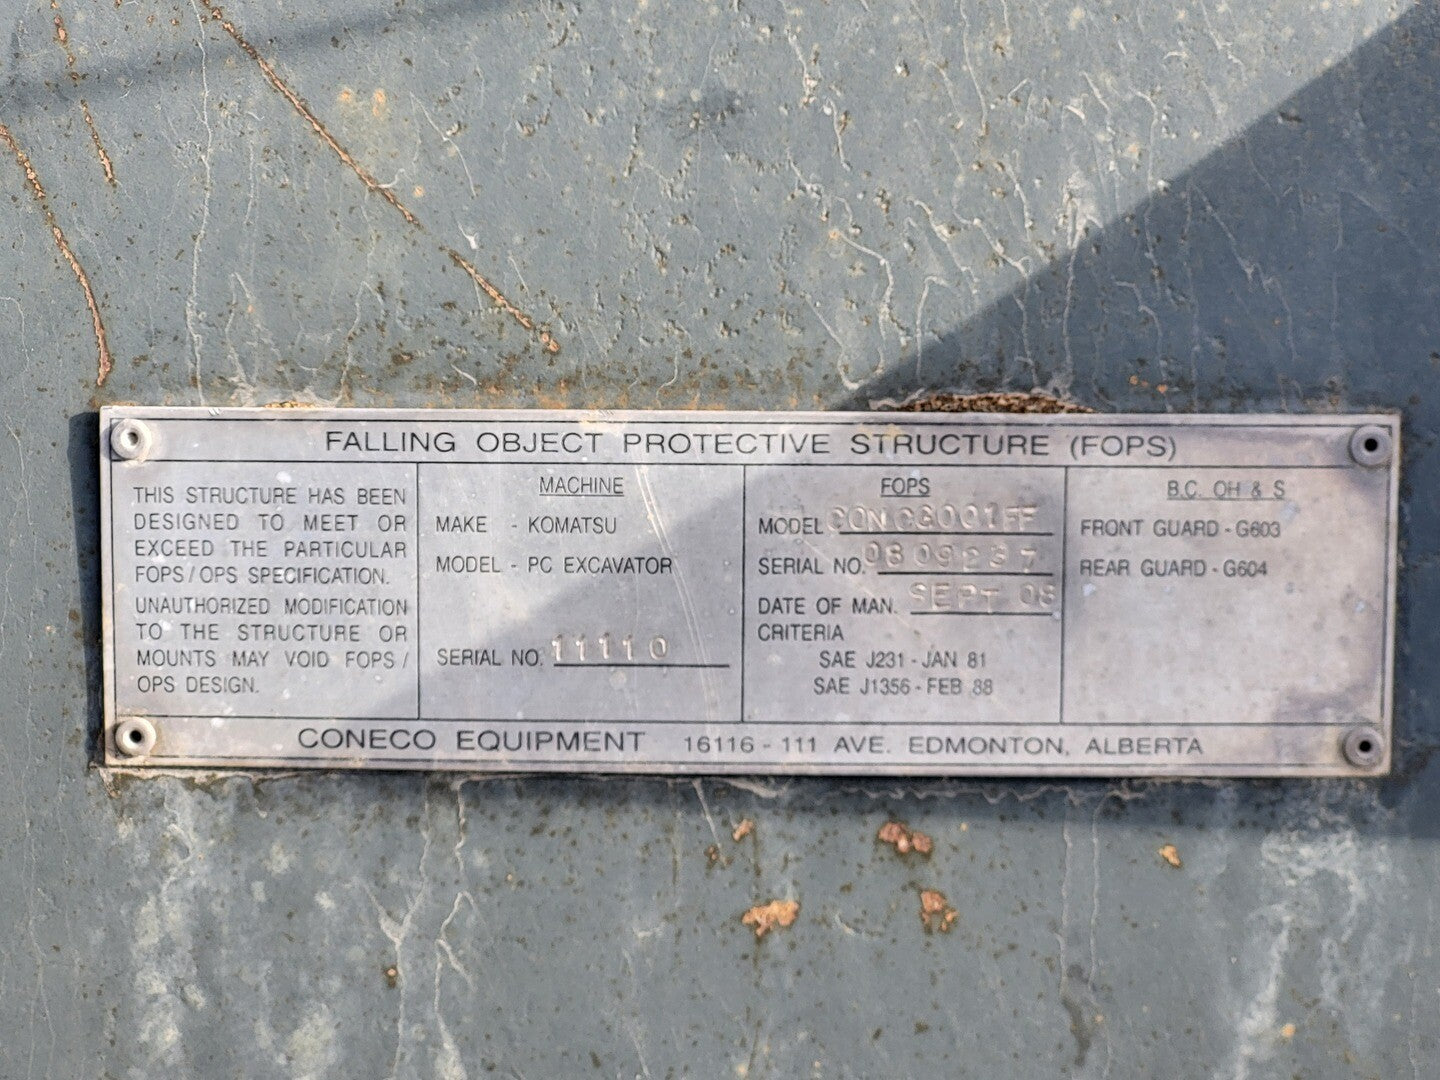 FALLING OBJECT PROTECTIVE STRUCTURE (FOPS)
THIS STRUCTURE HAS BEEN
DESIGNED TO MEET OR
EXCEED THE PARTICULAR
FOPS/OPS SPECIFICATION.
UNAUTHORIZED MODIFICATION
TO THE STRUCTURE OR
MOUNTS MAY VOID FOPS/
OPS DESIGN.
MACHINE
MAKE - KOMATSU
MODEL - PC EXCAVATOR
SERIAL NO. 11110
FOPS
MODEL CONCG001FF
SERIAL NO. 0809237
DATE OF MAN. SEPT 08
CRITERIA
SAE J231 - JAN 81
SAE J1356 - FEB 88
B.C. OH & S
FRONT GUARD - G603
REAR GUARD - G604
CONECO EQUIPMENT 16116 - 111 AVE. EDMONTON, ALBERTA